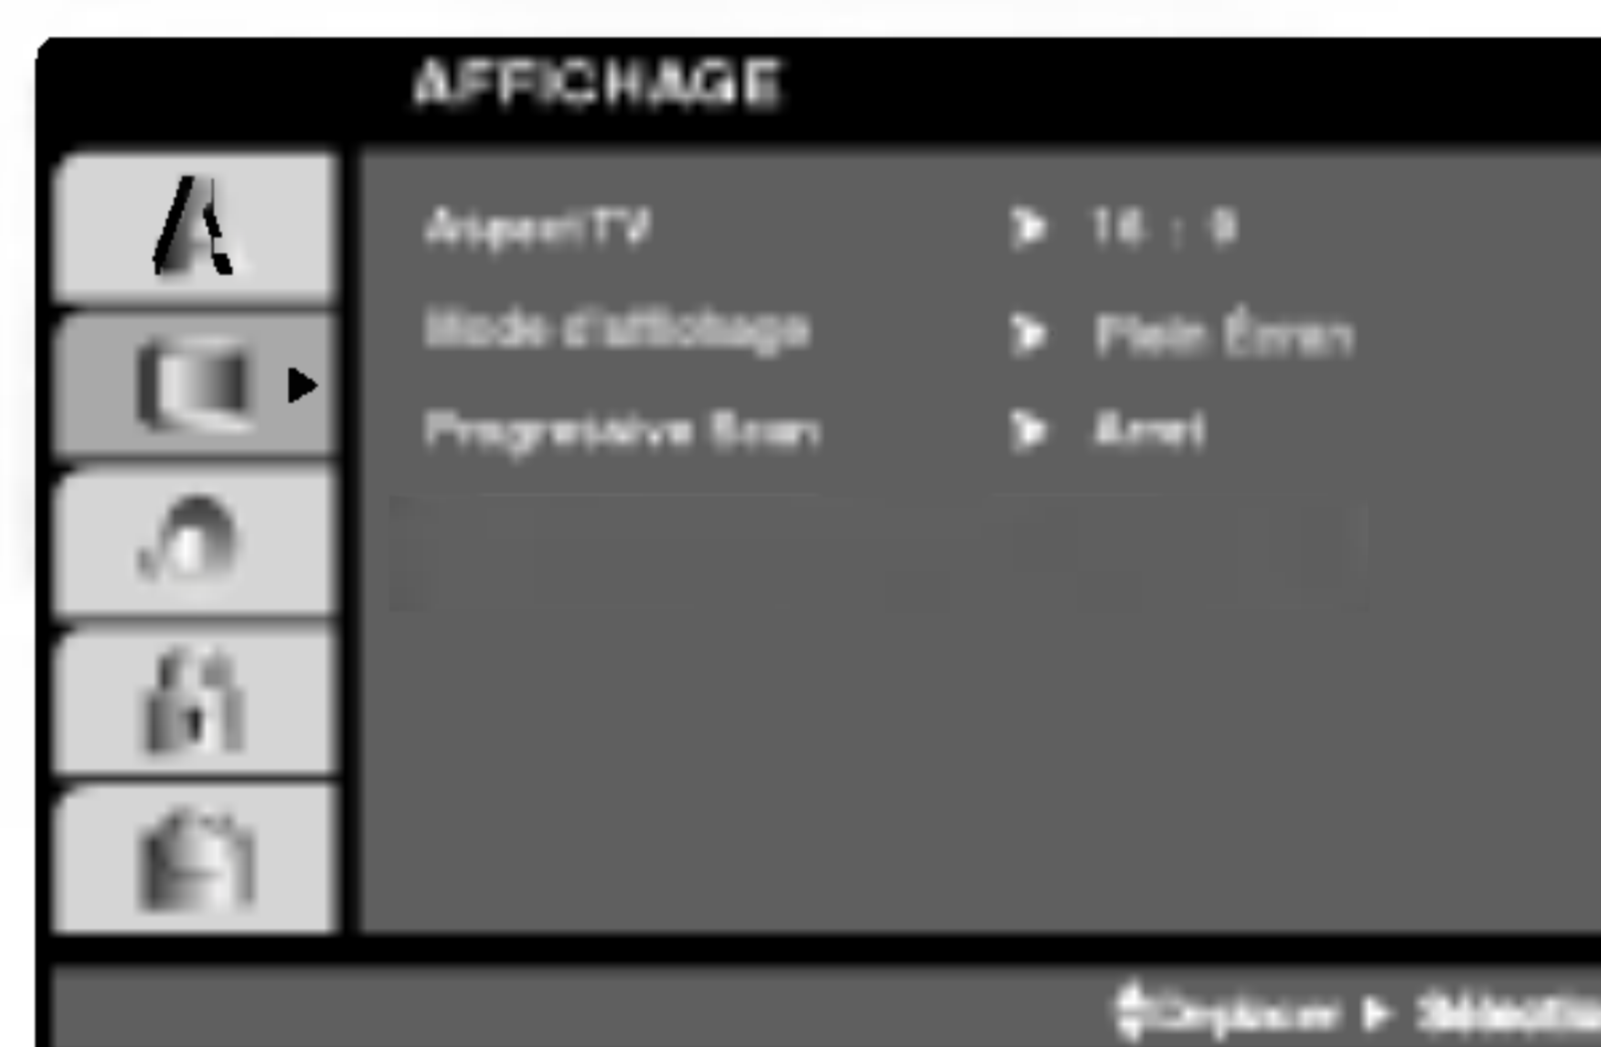 AFFICHAGE
Aspect TV 16 : 9
Mode d'affichage Plein Écran
Progressive Scan Arrêt
Déplacer